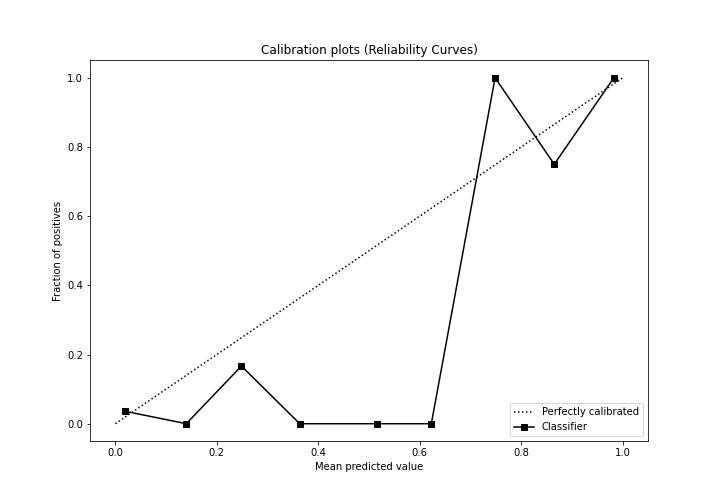 Calibration plots (Reliability Curves)
1.0
0.8
0.6
0.4
0.2
0.0
Fraction of positives
Perfectly calibrated
Classifier
0.0 0.2 0.4 0.6 0.8 1.0
Mean predicted value